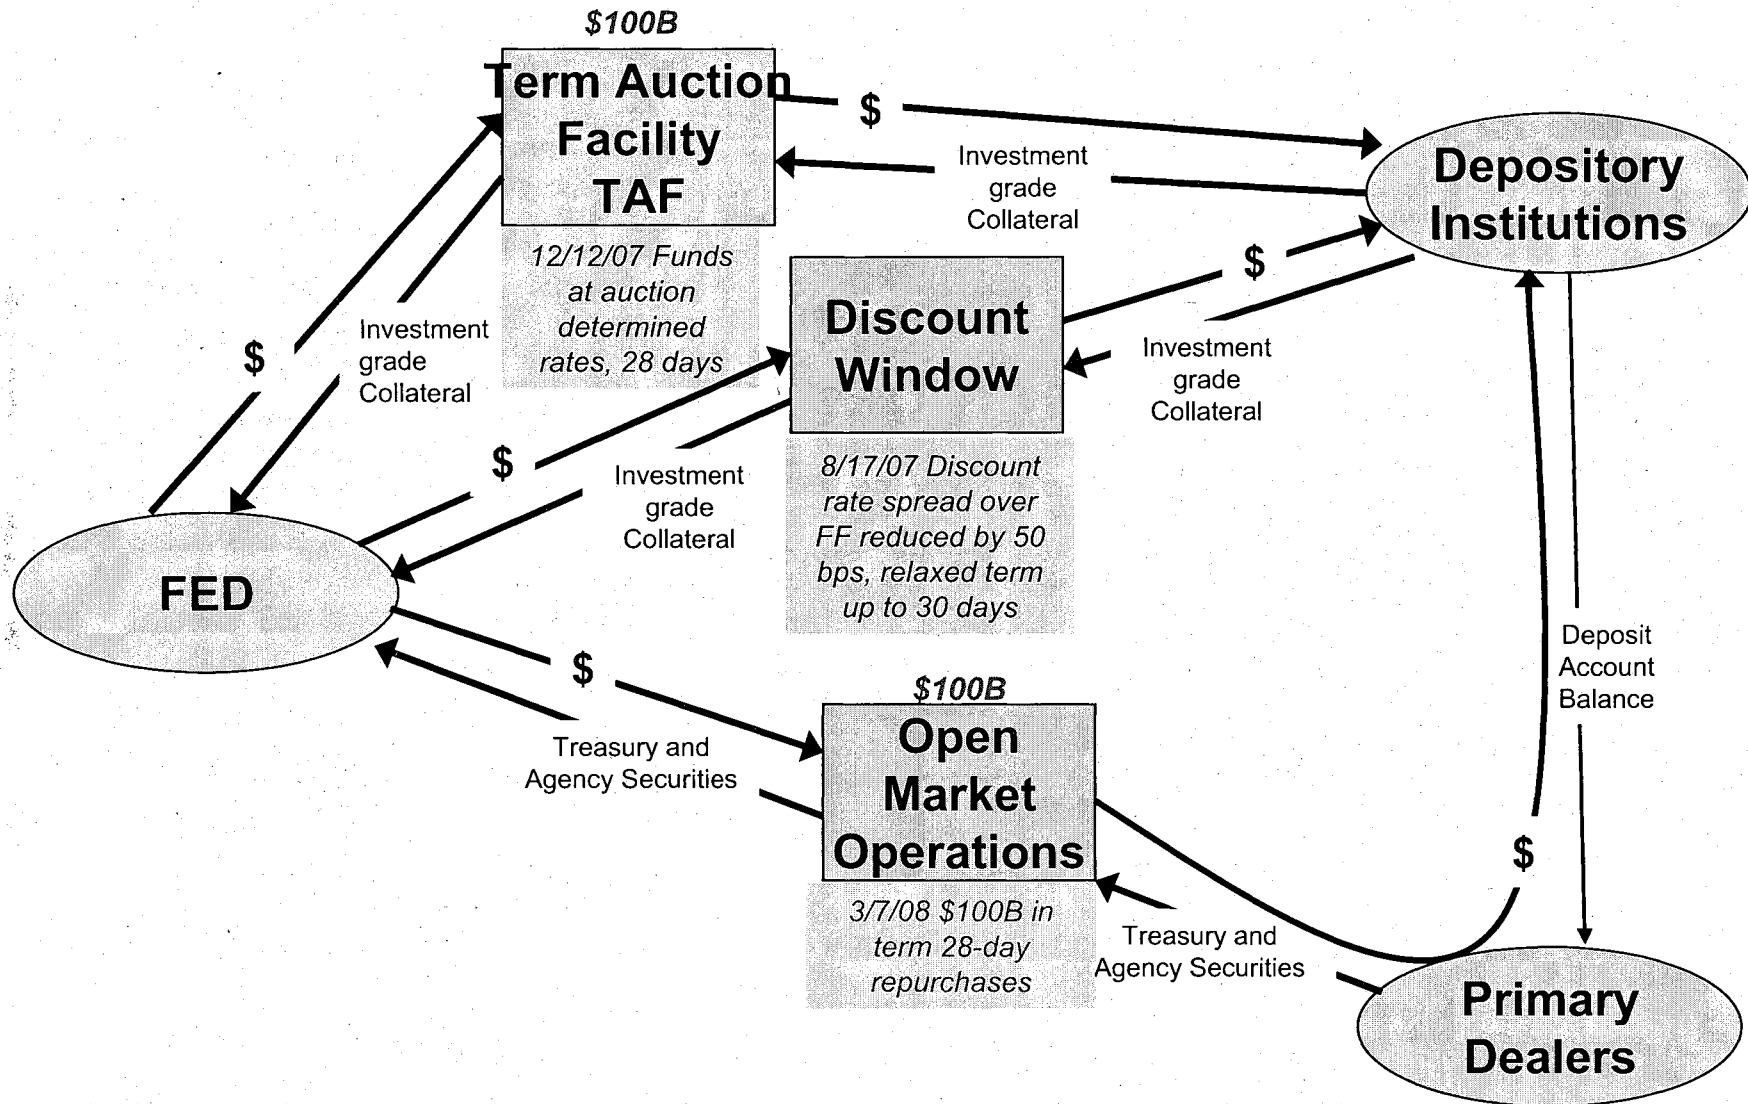 $100B
Term Auction
Facility
TAF
12/12/07 Funds
at auction
determined
rates, 28 days
$
Investment
grade
Collateral
Depository
Institutions
$
Investment
grade
Collateral
Discount
Window
8/17/07 Discount
rate spread over
FF reduced by 50
bps, relaxed term
up to 30 days
$
Investment
grade
Collateral
$
Investment
grade
Collateral
FED
$
Treasury and
Agency Securities
$100B
Open
Market
Operations
3/7/08 $100B in
term 28-day
repurchases
Deposit
Account
Balance
$
Treasury and
Agency Securities
Primary
Dealers